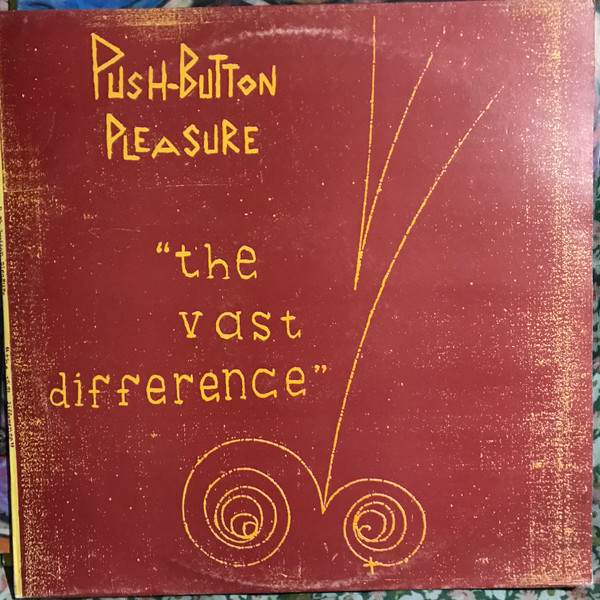 PUSH-BUTTON
PLEASURE
“the
vast
difference”